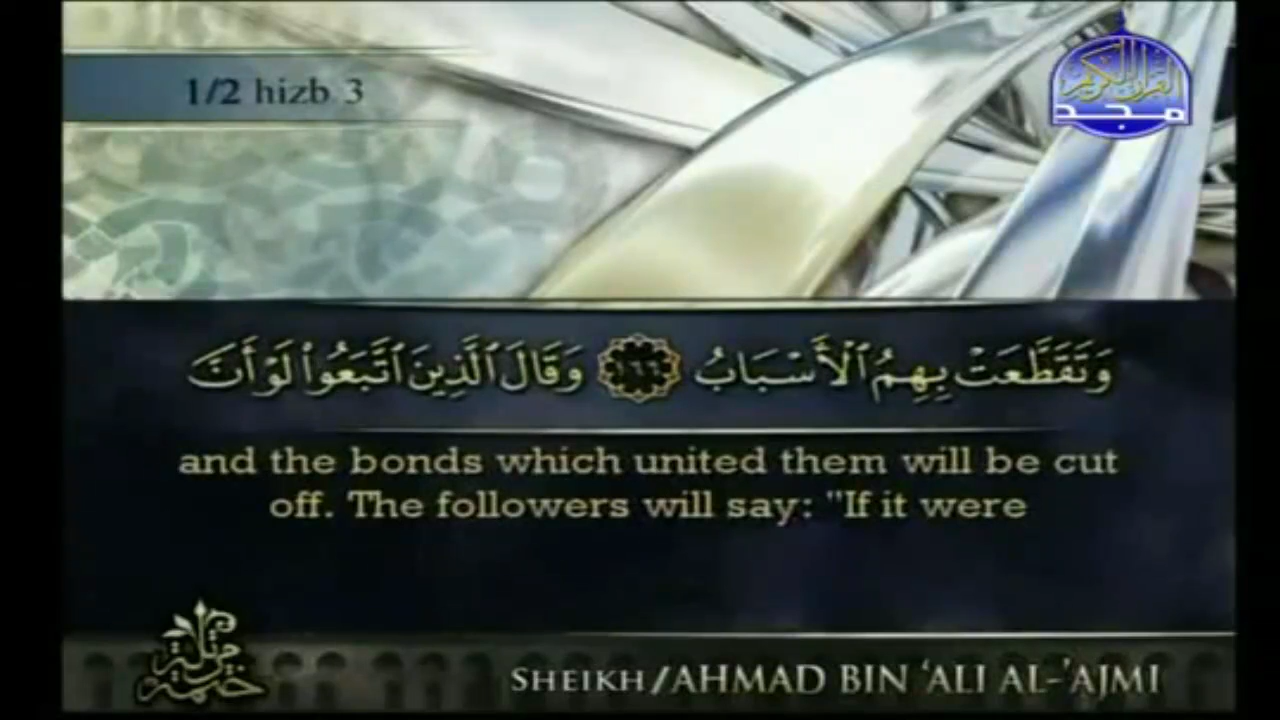 1/2 hizb 3
القرآن الكريم
مجد
وَتَقَطَّعَتْ بِهِمُ ٱلْأَسْبَابُ ١٦٦ وَقَالَ ٱلَّذِينَ ٱتَّبَعُوا۟ لَوْ أَنَّ
and the bonds which united them will be cut
off. The followers will say: "If it were
ختمة مرتلة
SHEIKH/AHMAD BIN ‘ALI AL-’AJMI